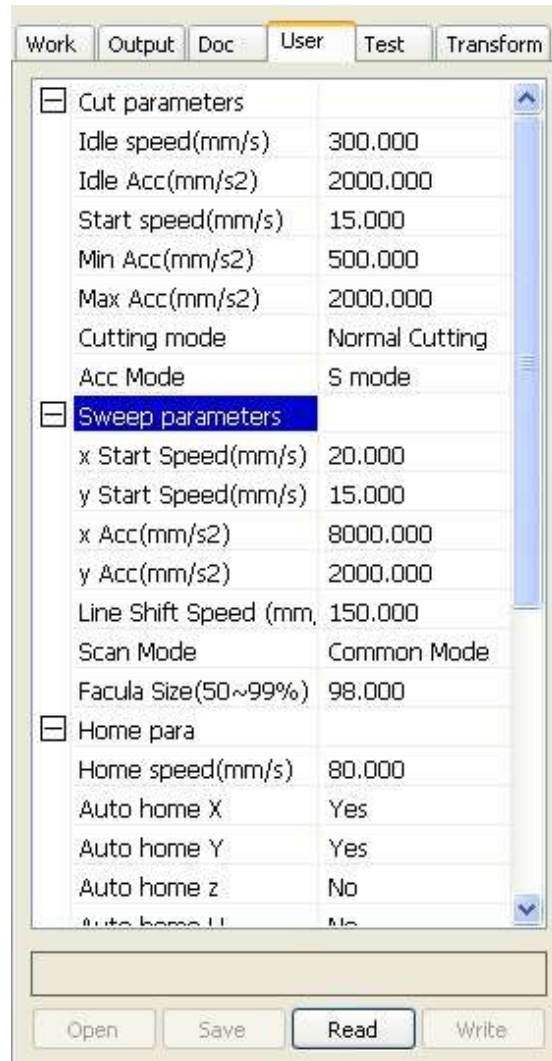 Work Output Doc User Test Transform
Cut parameters
Idle speed(mm/s) 300.000
Idle Acc(mm/s2) 2000.000
Start speed(mm/s) 15.000
Min Acc(mm/s2) 500.000
Max Acc(mm/s2) 2000.000
Cutting mode Normal Cutting
Acc Mode S mode
Sweep parameters
x Start Speed(mm/s) 20.000
y Start Speed(mm/s) 15.000
x Acc(mm/s2) 8000.000
y Acc(mm/s2) 2000.000
Line Shift Speed (mm, 150.000
Scan Mode Common Mode
Facula Size(50~99%) 98.000
Home para
Home speed(mm/s) 80.000
Auto home X Yes
Auto home Y Yes
Auto home z No
Auto home U No
Open Save Read Write